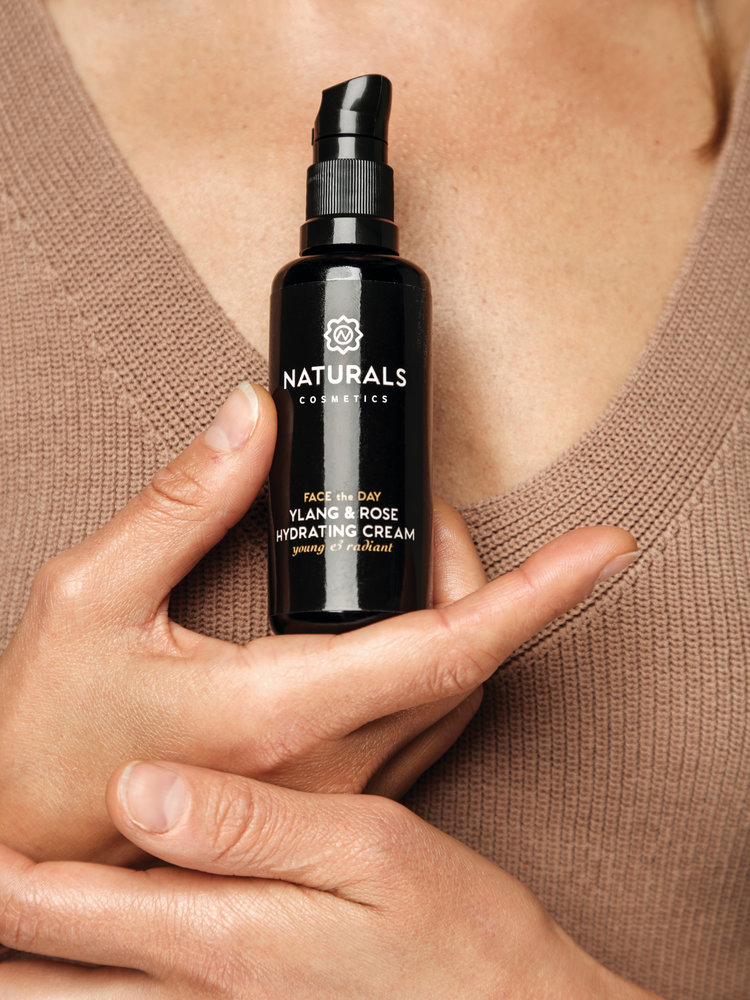 NATURALS
COSMETICS
FACE the DAY
YLANG & ROSE
HYDRATING CREAM
young & radiant